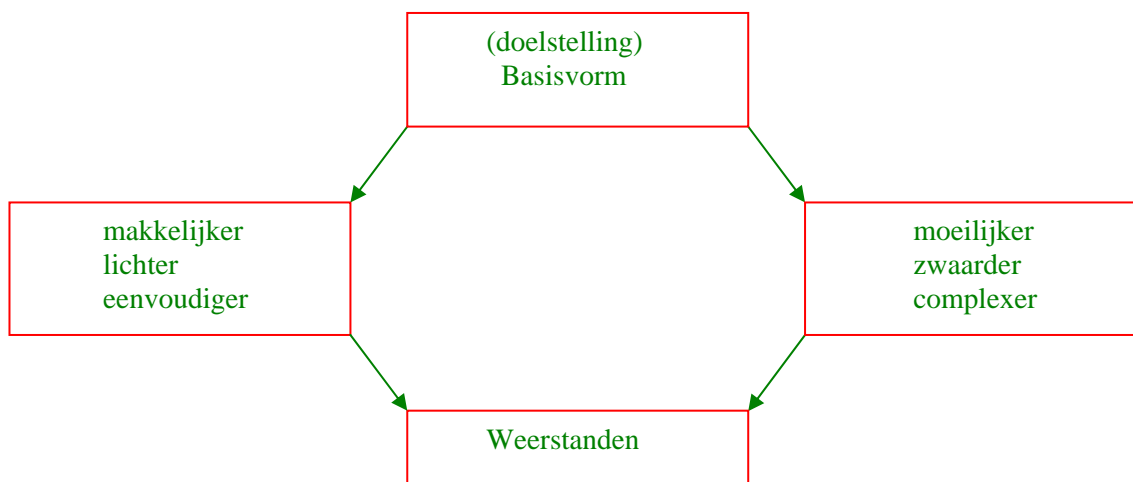 (doelstelling)
Basisvorm
makkelijker
lichter
eenvoudiger
moeilijker
zwaarder
complexer
Weerstanden